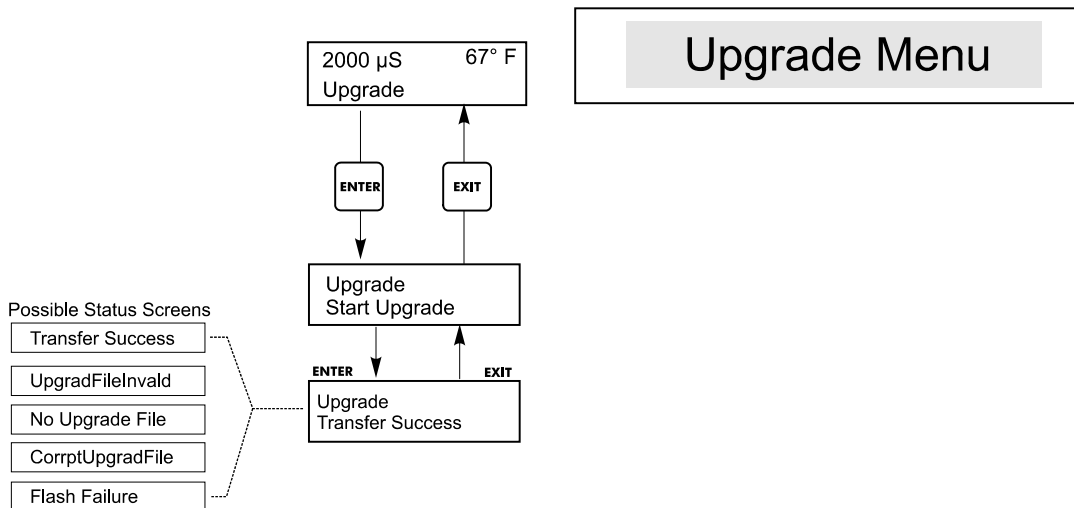 Upgrade Menu
2000 µS 67° F
Upgrade
ENTER EXIT
Upgrade
Start Upgrade
ENTER EXIT
Upgrade
Transfer Success
Possible Status Screens
Transfer Success
UpgradFileInvald
No Upgrade File
CorrptUpgradFile
Flash Failure